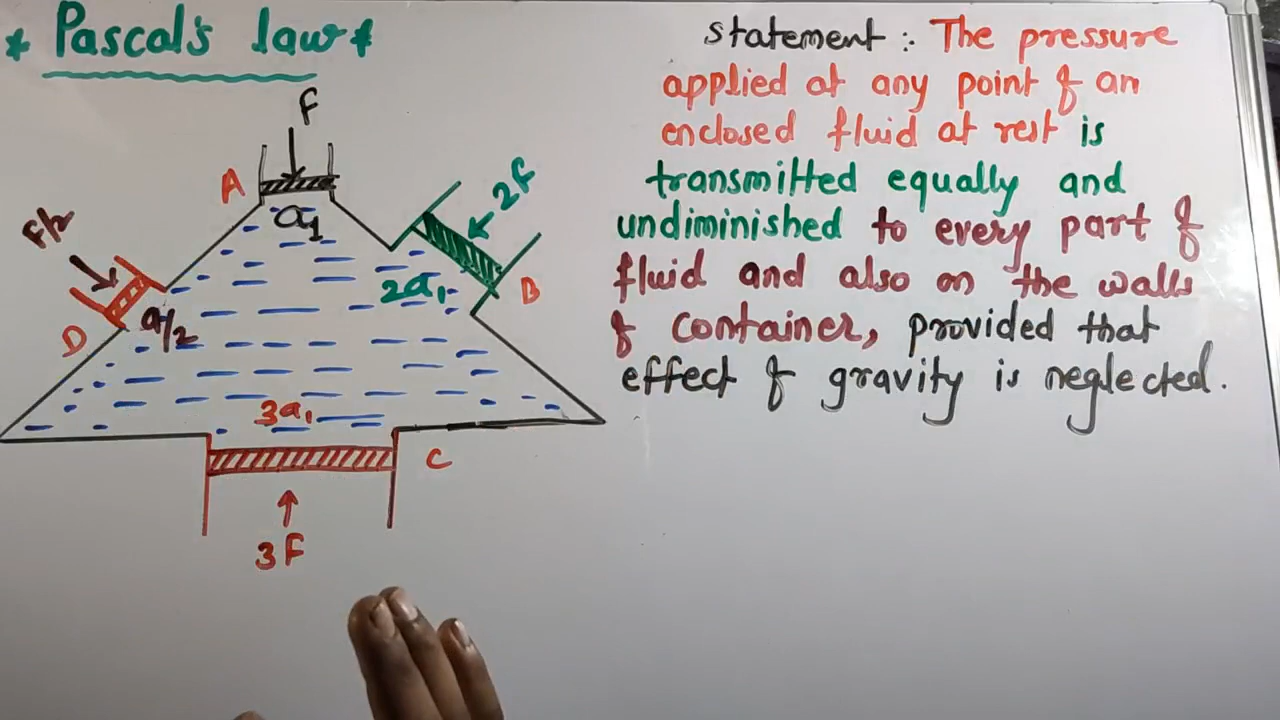 * Pascal's law *
statement :. The pressure
applied at any point of an
enclosed fluid at rest is
transmitted equally and
undiminished to every part of
fluid and also on the walls
of container, provided that
effect of gravity is neglected.
F
A
a1
2F
2a1
B
F/2
a/2
D
3a1
C
3F